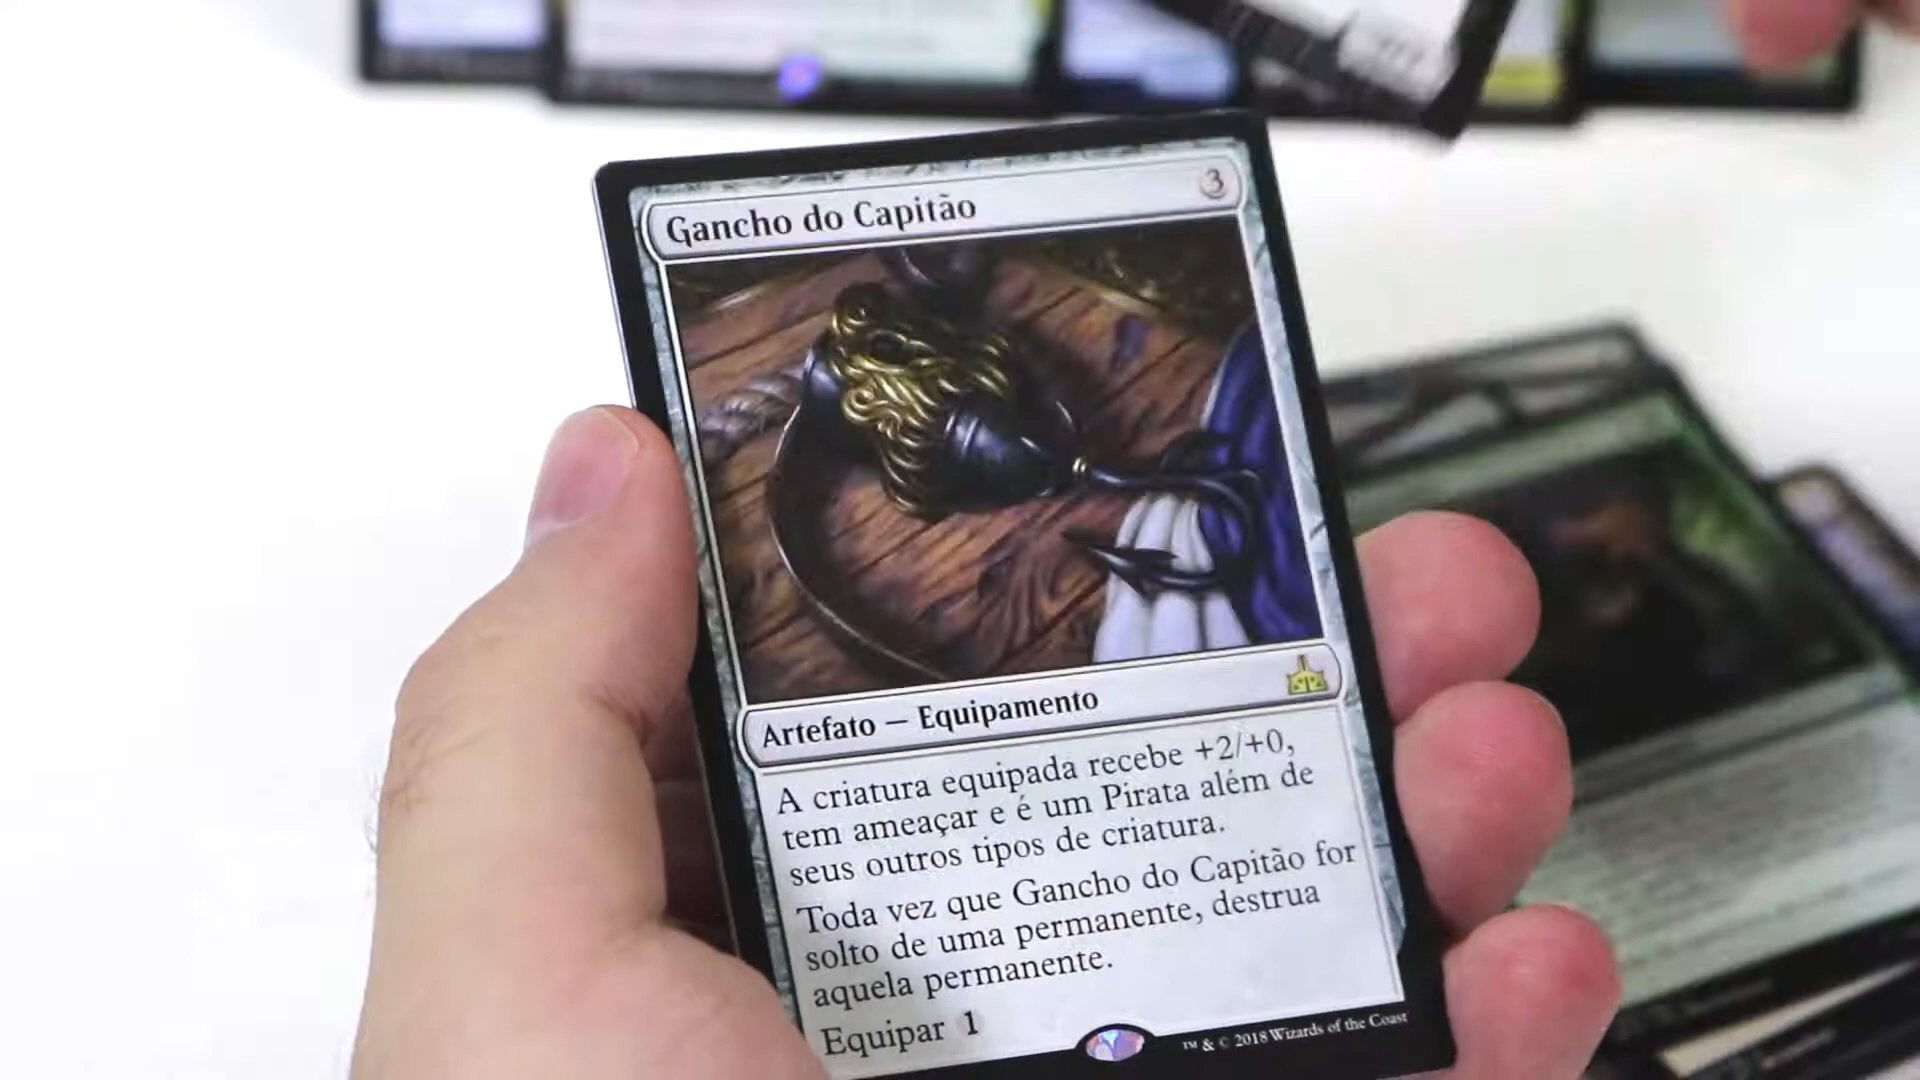 Gancho do Capitão 3
Artefato — Equipamento
A criatura equipada recebe +2/+0,
tem ameaçar e é um Pirata além de
seus outros tipos de criatura.
Toda vez que Gancho do Capitão for
solto de uma permanente, destrua
aquela permanente.
Equipar 1
™ & © 2018 Wizards of the Coast